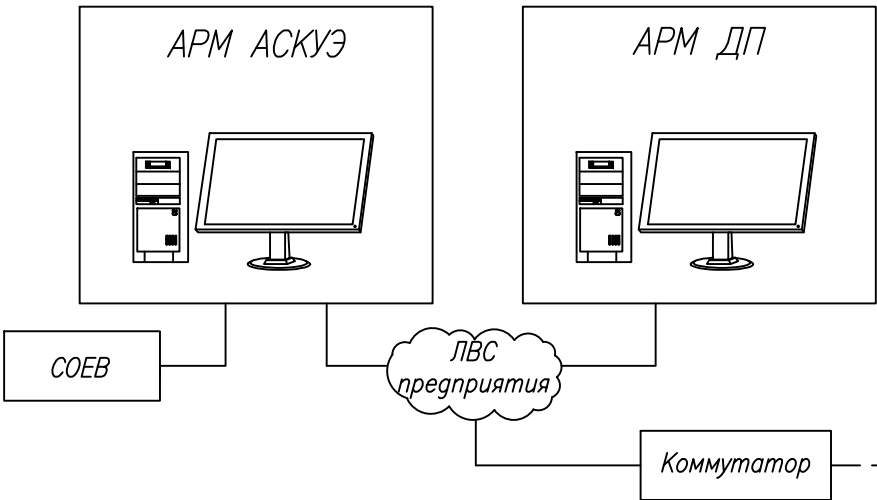 АРМ АСКУЭ
АРМ ДП
СОЕВ
ЛВС
предприятия
Коммутатор